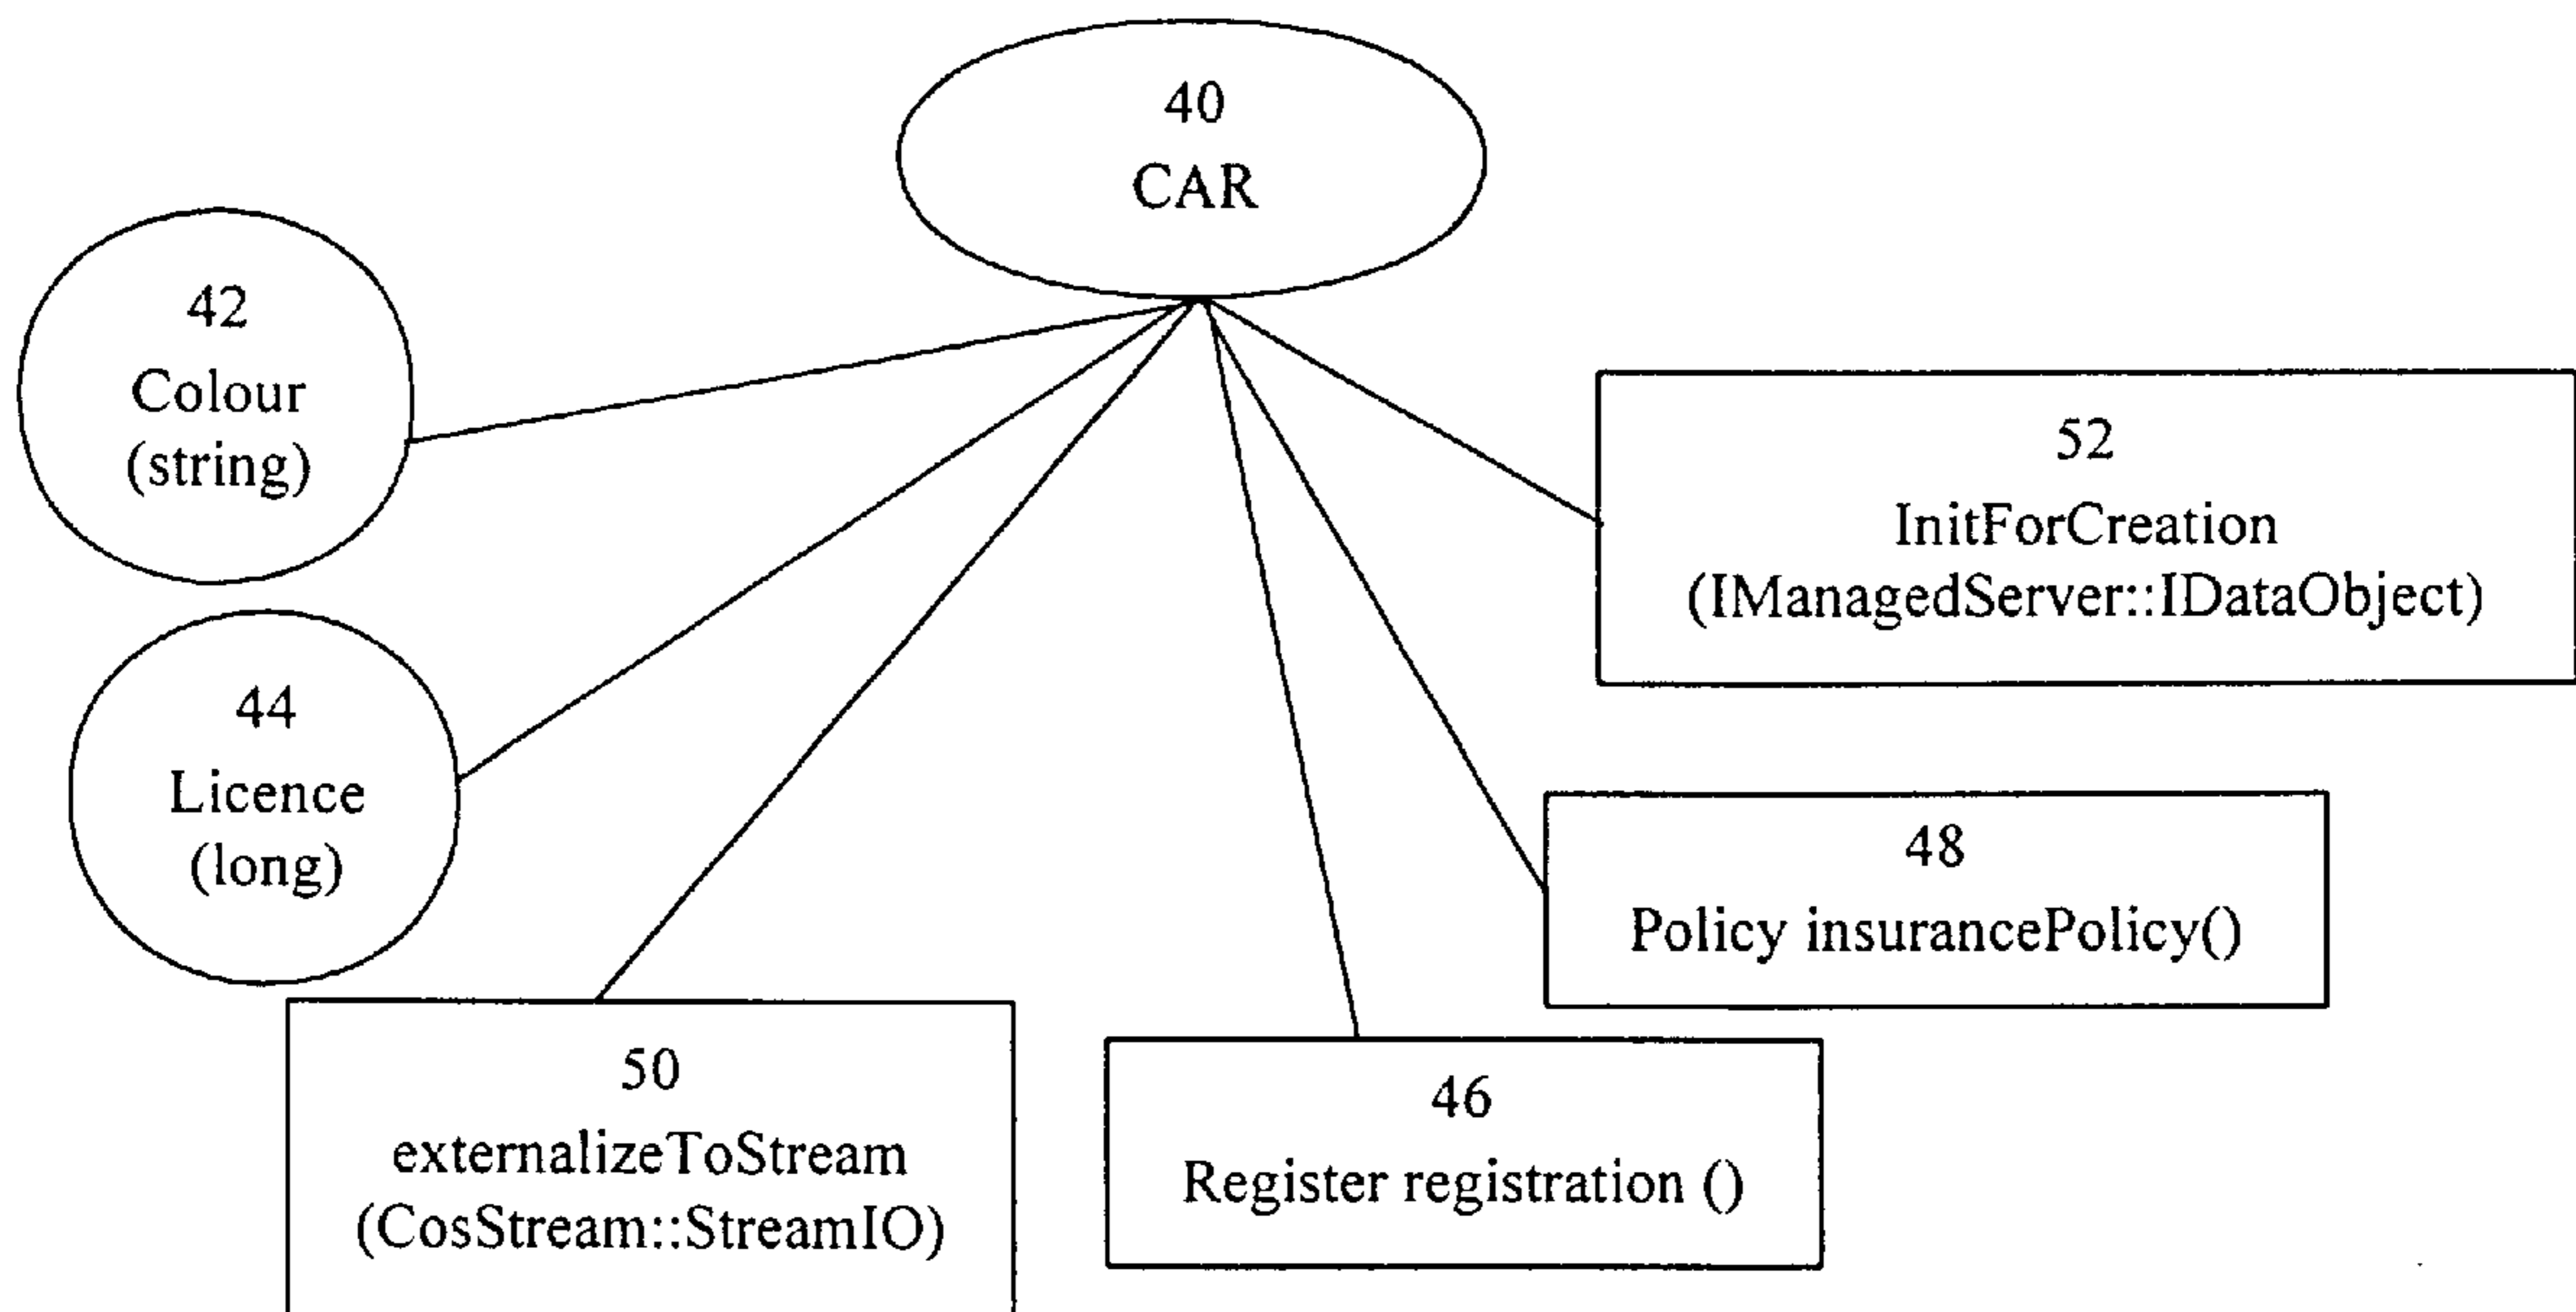 40
CAR
42
Colour
(string)
52
InitForCreation
(IManagedServer::IDataObject)
44
Licence
(long)
48
Policy insurancePolicy()
50
externalizeToStream
(CosStream::StreamIO)
46
Register registration ()